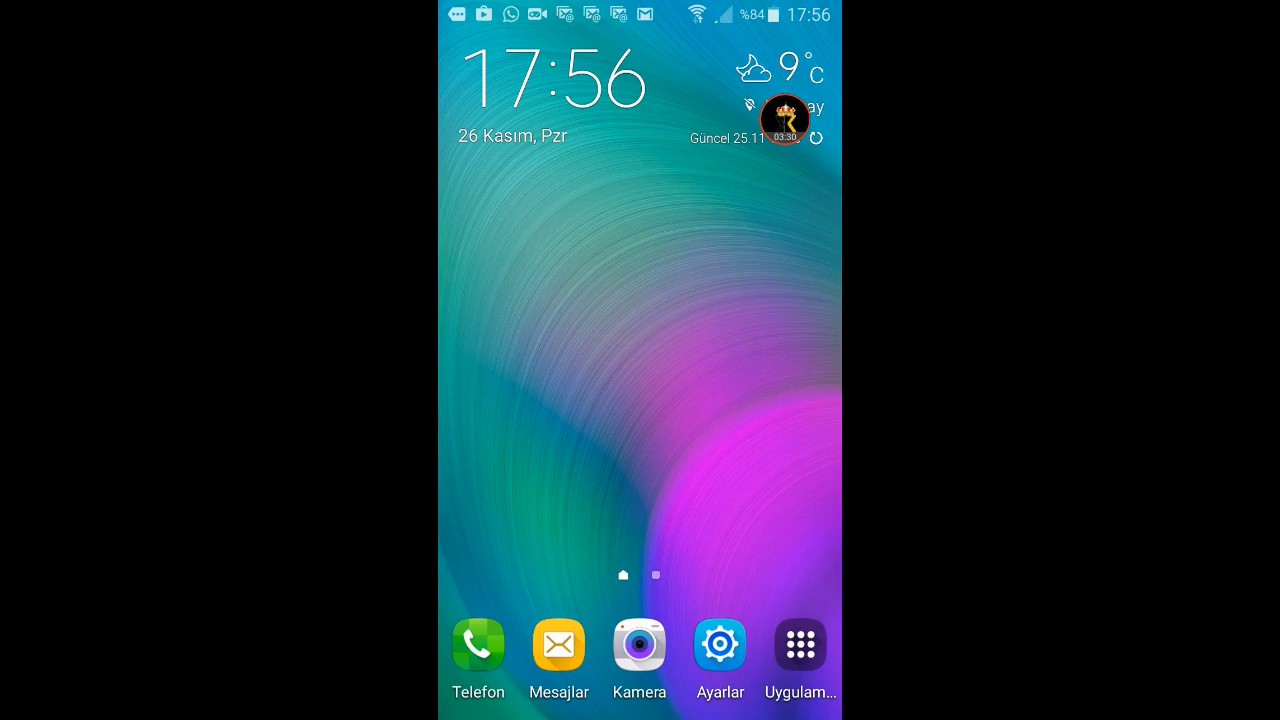 %84 17:56
17:56
9°C
26 Kasım, Pzr
03:30
Güncel 25.11
Telefon Mesajlar Kamera Ayarlar Uygulam...